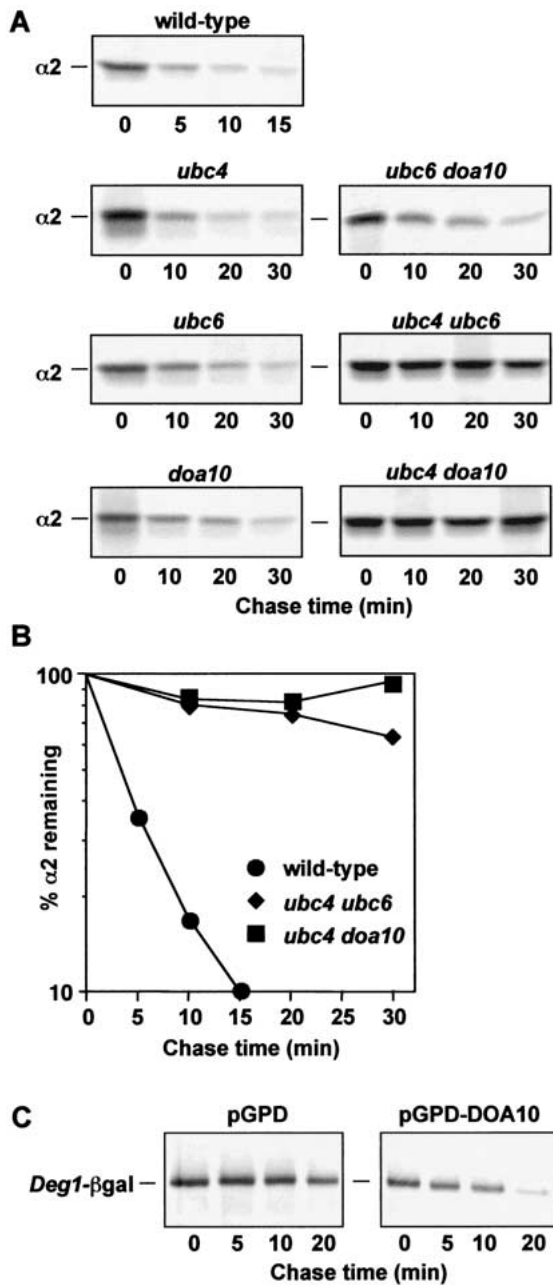 A
wild-type
α2
0 5 10 15
ubc4
ubc6 doa10
α2
0 10 20 30
0 10 20 30
ubc6
ubc4 ubc6
α2
0 10 20 30
0 10 20 30
doa10
ubc4 doa10
α2
0 10 20 30
0 10 20 30
Chase time (min)
B
100
% α2 remaining
wild-type
ubc4 ubc6
ubc4 doa10
10
0 5 10 15 20 25 30
Chase time (min)
C
pGPD
pGPD-DOA10
Deg1-βgal
0 5 10 20
0 5 10 20
Chase time (min)